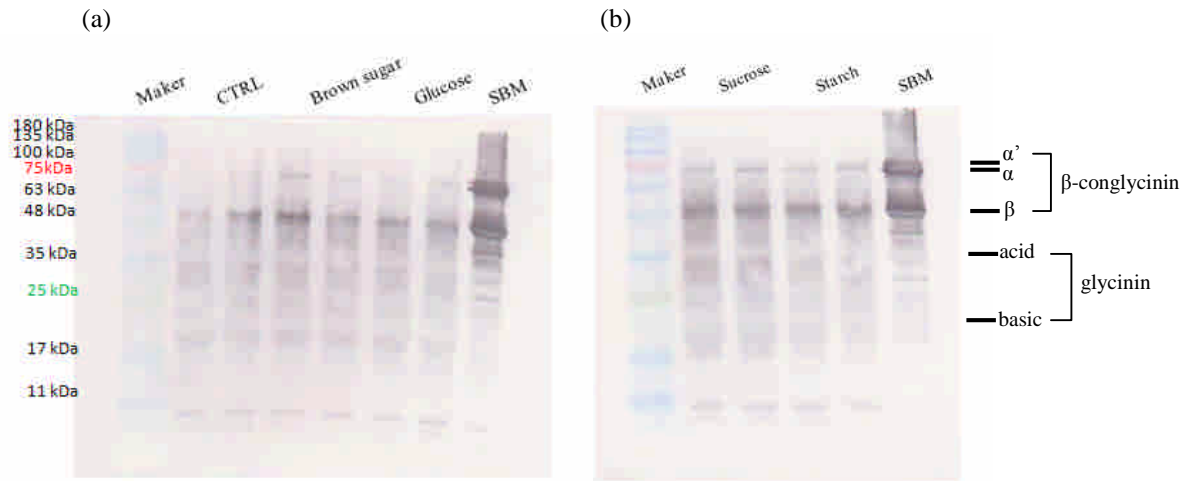 (a)
Maker CTRL Brown sugar Glucose SBM
180 kDa
135 kDa
100 kDa
75kDa
63 kDa
48 kDa
35 kDa
25 kDa
17 kDa
11 kDa
(b)
Maker Sucrose Starch SBM
α’
α
β
β-conglycinin
acid
basic
glycinin